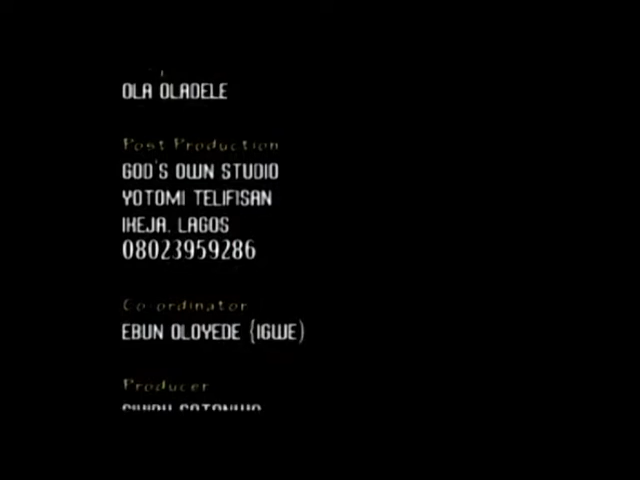 OLA OLADELE
Post Production
GOD'S OWN STUDIO
YOTOMI TELIFISAN
IKEJA. LAGOS
08023959286
Co-ordinator
EBUN OLOYEDE (IGWE)
Producer